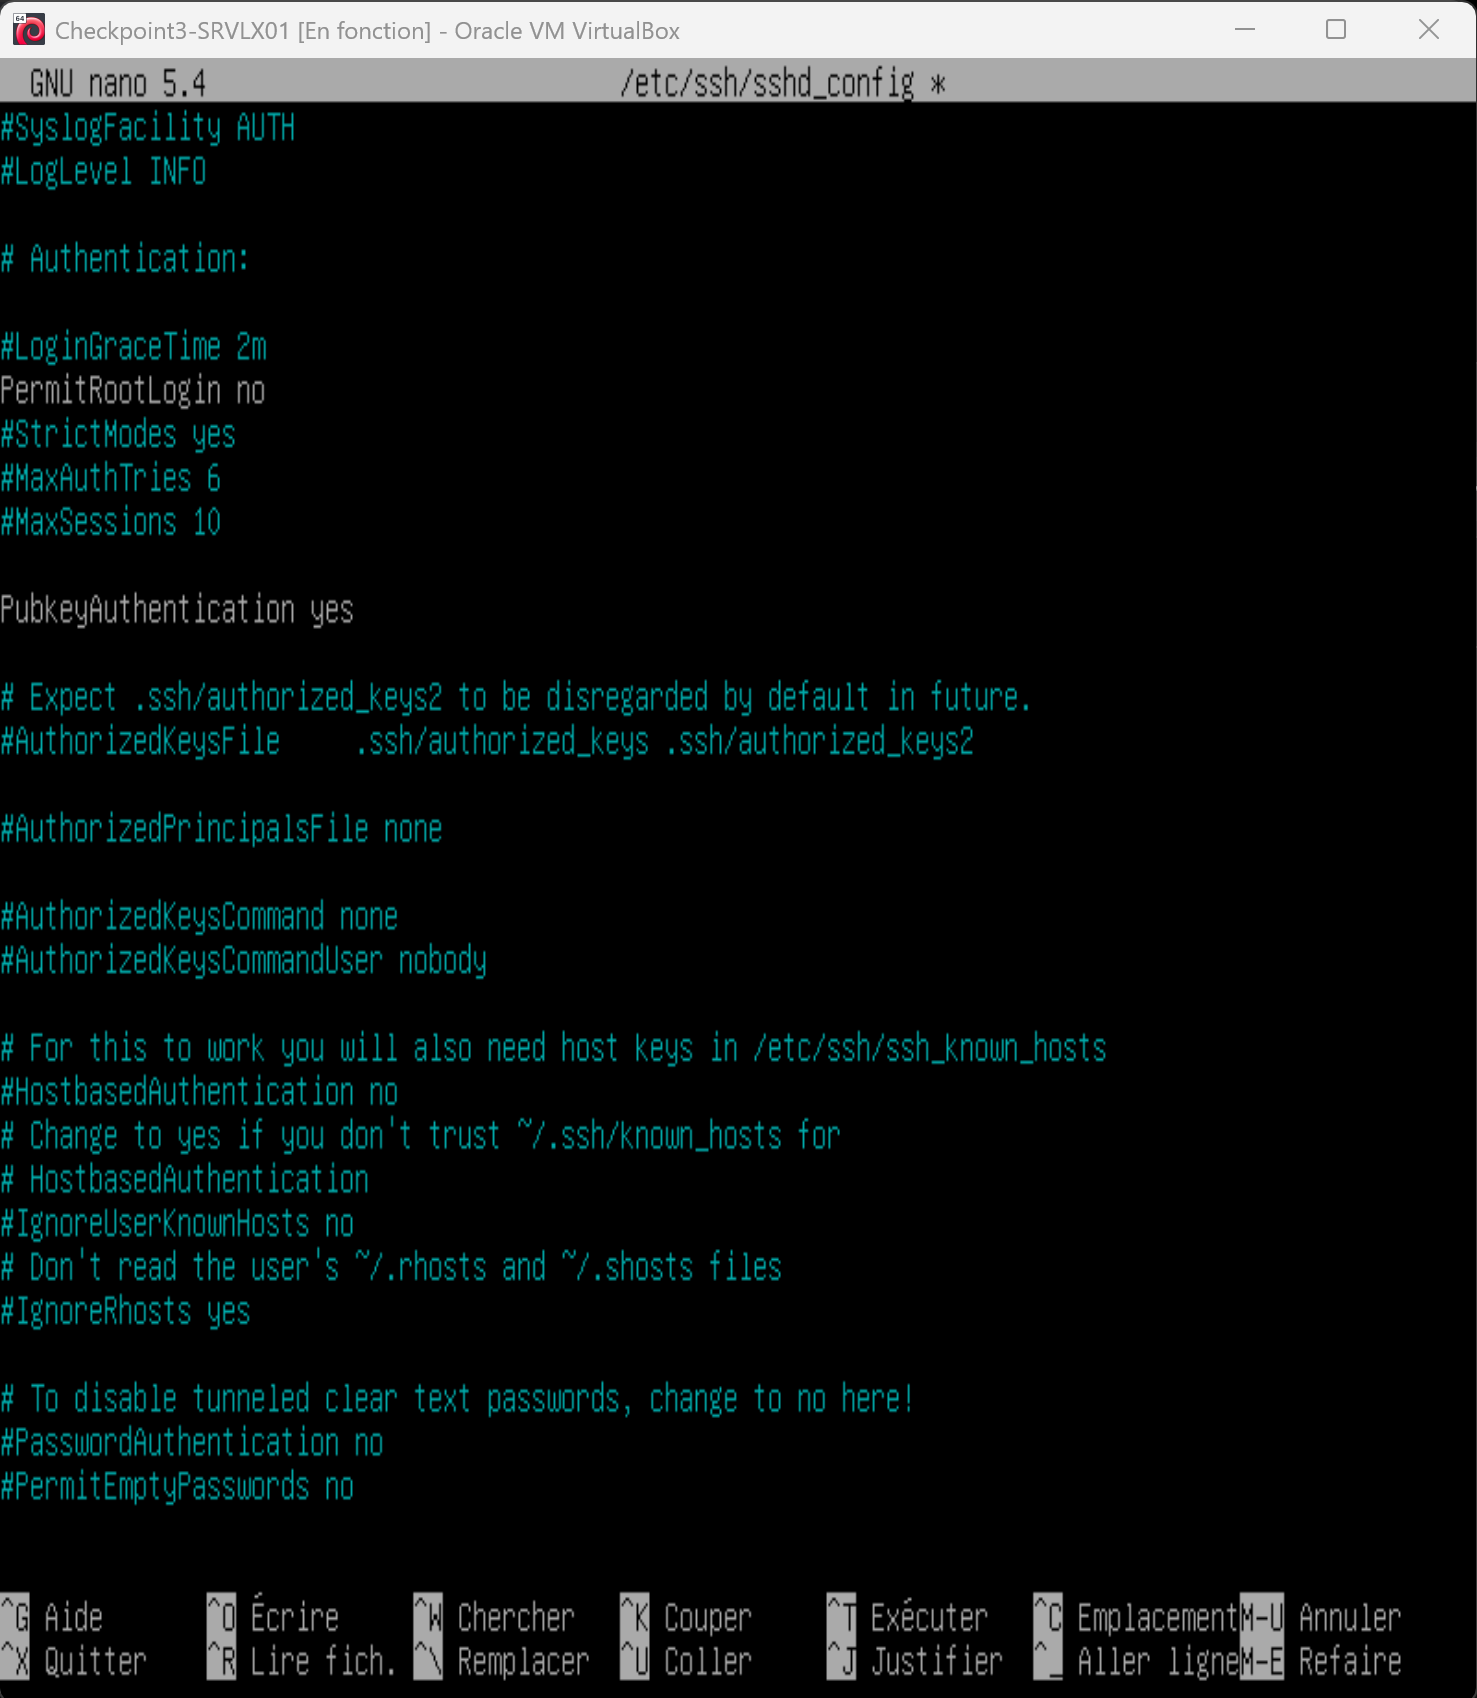 64
Checkpoint3-SRVLX01 [En fonction] - Oracle VM VirtualBox
GNU nano 5.4 /etc/ssh/sshd_config *
#SyslogFacility AUTH
#LogLevel INFO
# Authentication:
#LoginGraceTime 2m
PermitRootLogin no
#StrictModes yes
#MaxAuthTries 6
#MaxSessions 10
PubkeyAuthentication yes
# Expect .ssh/authorized_keys2 to be disregarded by default in future.
#AuthorizedKeysFile .ssh/authorized_keys .ssh/authorized_keys2
#AuthorizedPrincipalsFile none
#AuthorizedKeysCommand none
#AuthorizedKeysCommandUser nobody
# For this to work you will also need host keys in /etc/ssh/ssh_known_hosts
#HostbasedAuthentication no
# Change to yes if you don't trust ~/.ssh/known_hosts for
# HostbasedAuthentication
#IgnoreUserKnownHosts no
# Don't read the user's ~/.rhosts and ~/.shosts files
#IgnoreRhosts yes
# To disable tunneled clear text passwords, change to no here!
#PasswordAuthentication no
#PermitEmptyPasswords no
^G Aide ^O Écrire ^W Chercher ^K Couper ^T Exécuter ^C Emplacement M-U Annuler
^X Quitter ^R Lire fich. ^\ Remplacer ^U Coller ^J Justifier ^_ Aller ligne M-E Refaire